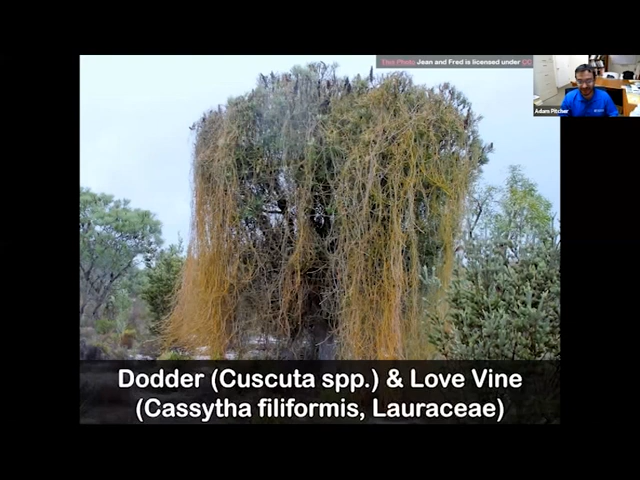 This Photo Jean and Fred is licensed under CC
Adam Pitcher
Dodder (Cuscuta spp.) & Love Vine
(Cassytha filiformis, Lauraceae)